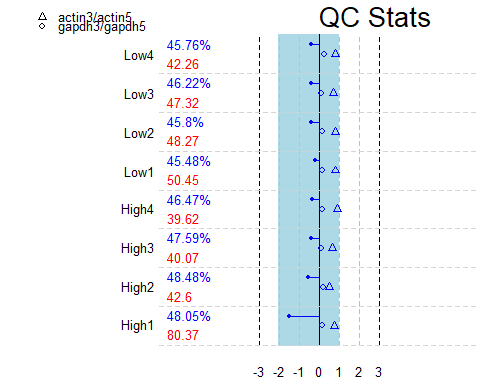 QC Stats
actin3/actin5
gapdh3/gapdh5
Low4 45.76%
42.26
Low3 46.22%
47.32
Low2 45.8%
48.27
Low1 45.48%
50.45
High4 46.47%
39.62
High3 47.59%
40.07
High2 48.48%
42.6
High1 48.05%
80.37
-3 -2 -1 0 1 2 3